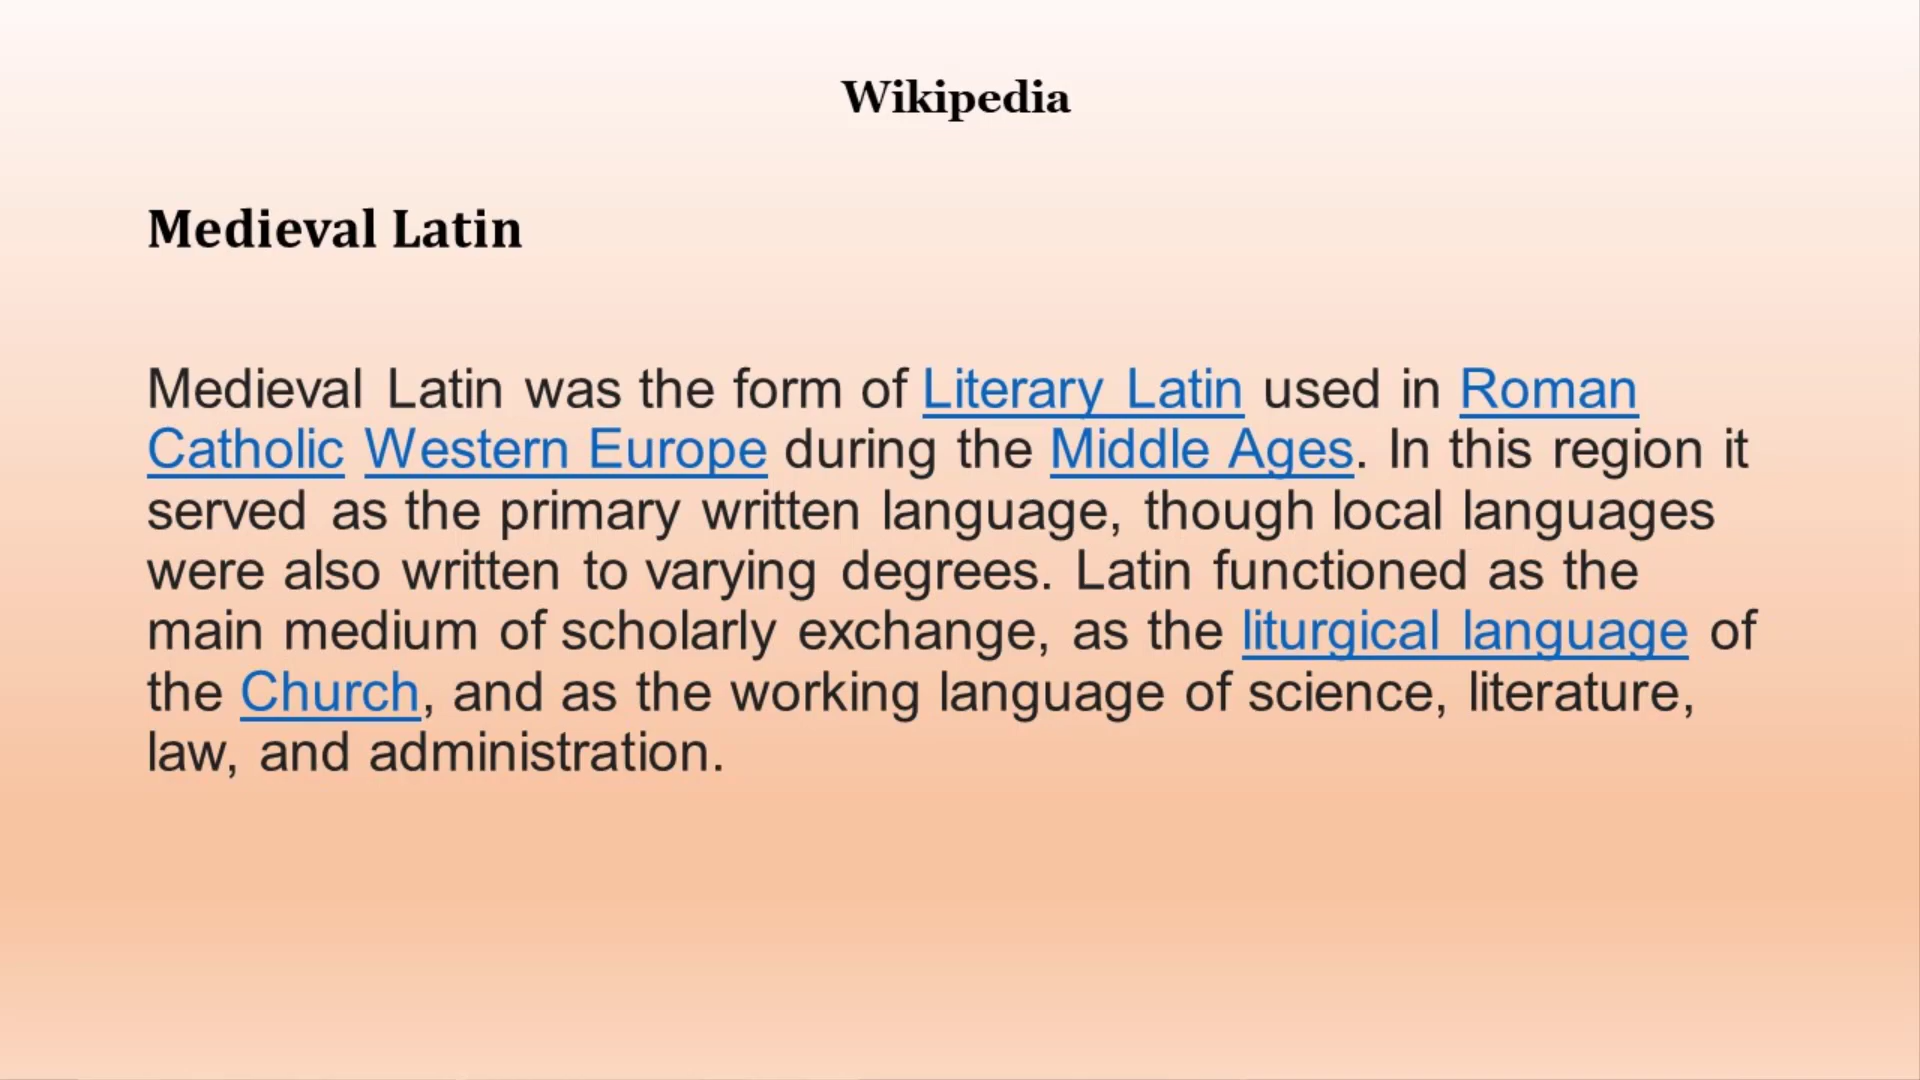 Wikipedia
Medieval Latin
Medieval Latin was the form of Literary Latin used in Roman
Catholic Western Europe during the Middle Ages. In this region it
served as the primary written language, though local languages
were also written to varying degrees. Latin functioned as the
main medium of scholarly exchange, as the liturgical language of
the Church, and as the working language of science, literature,
law, and administration.